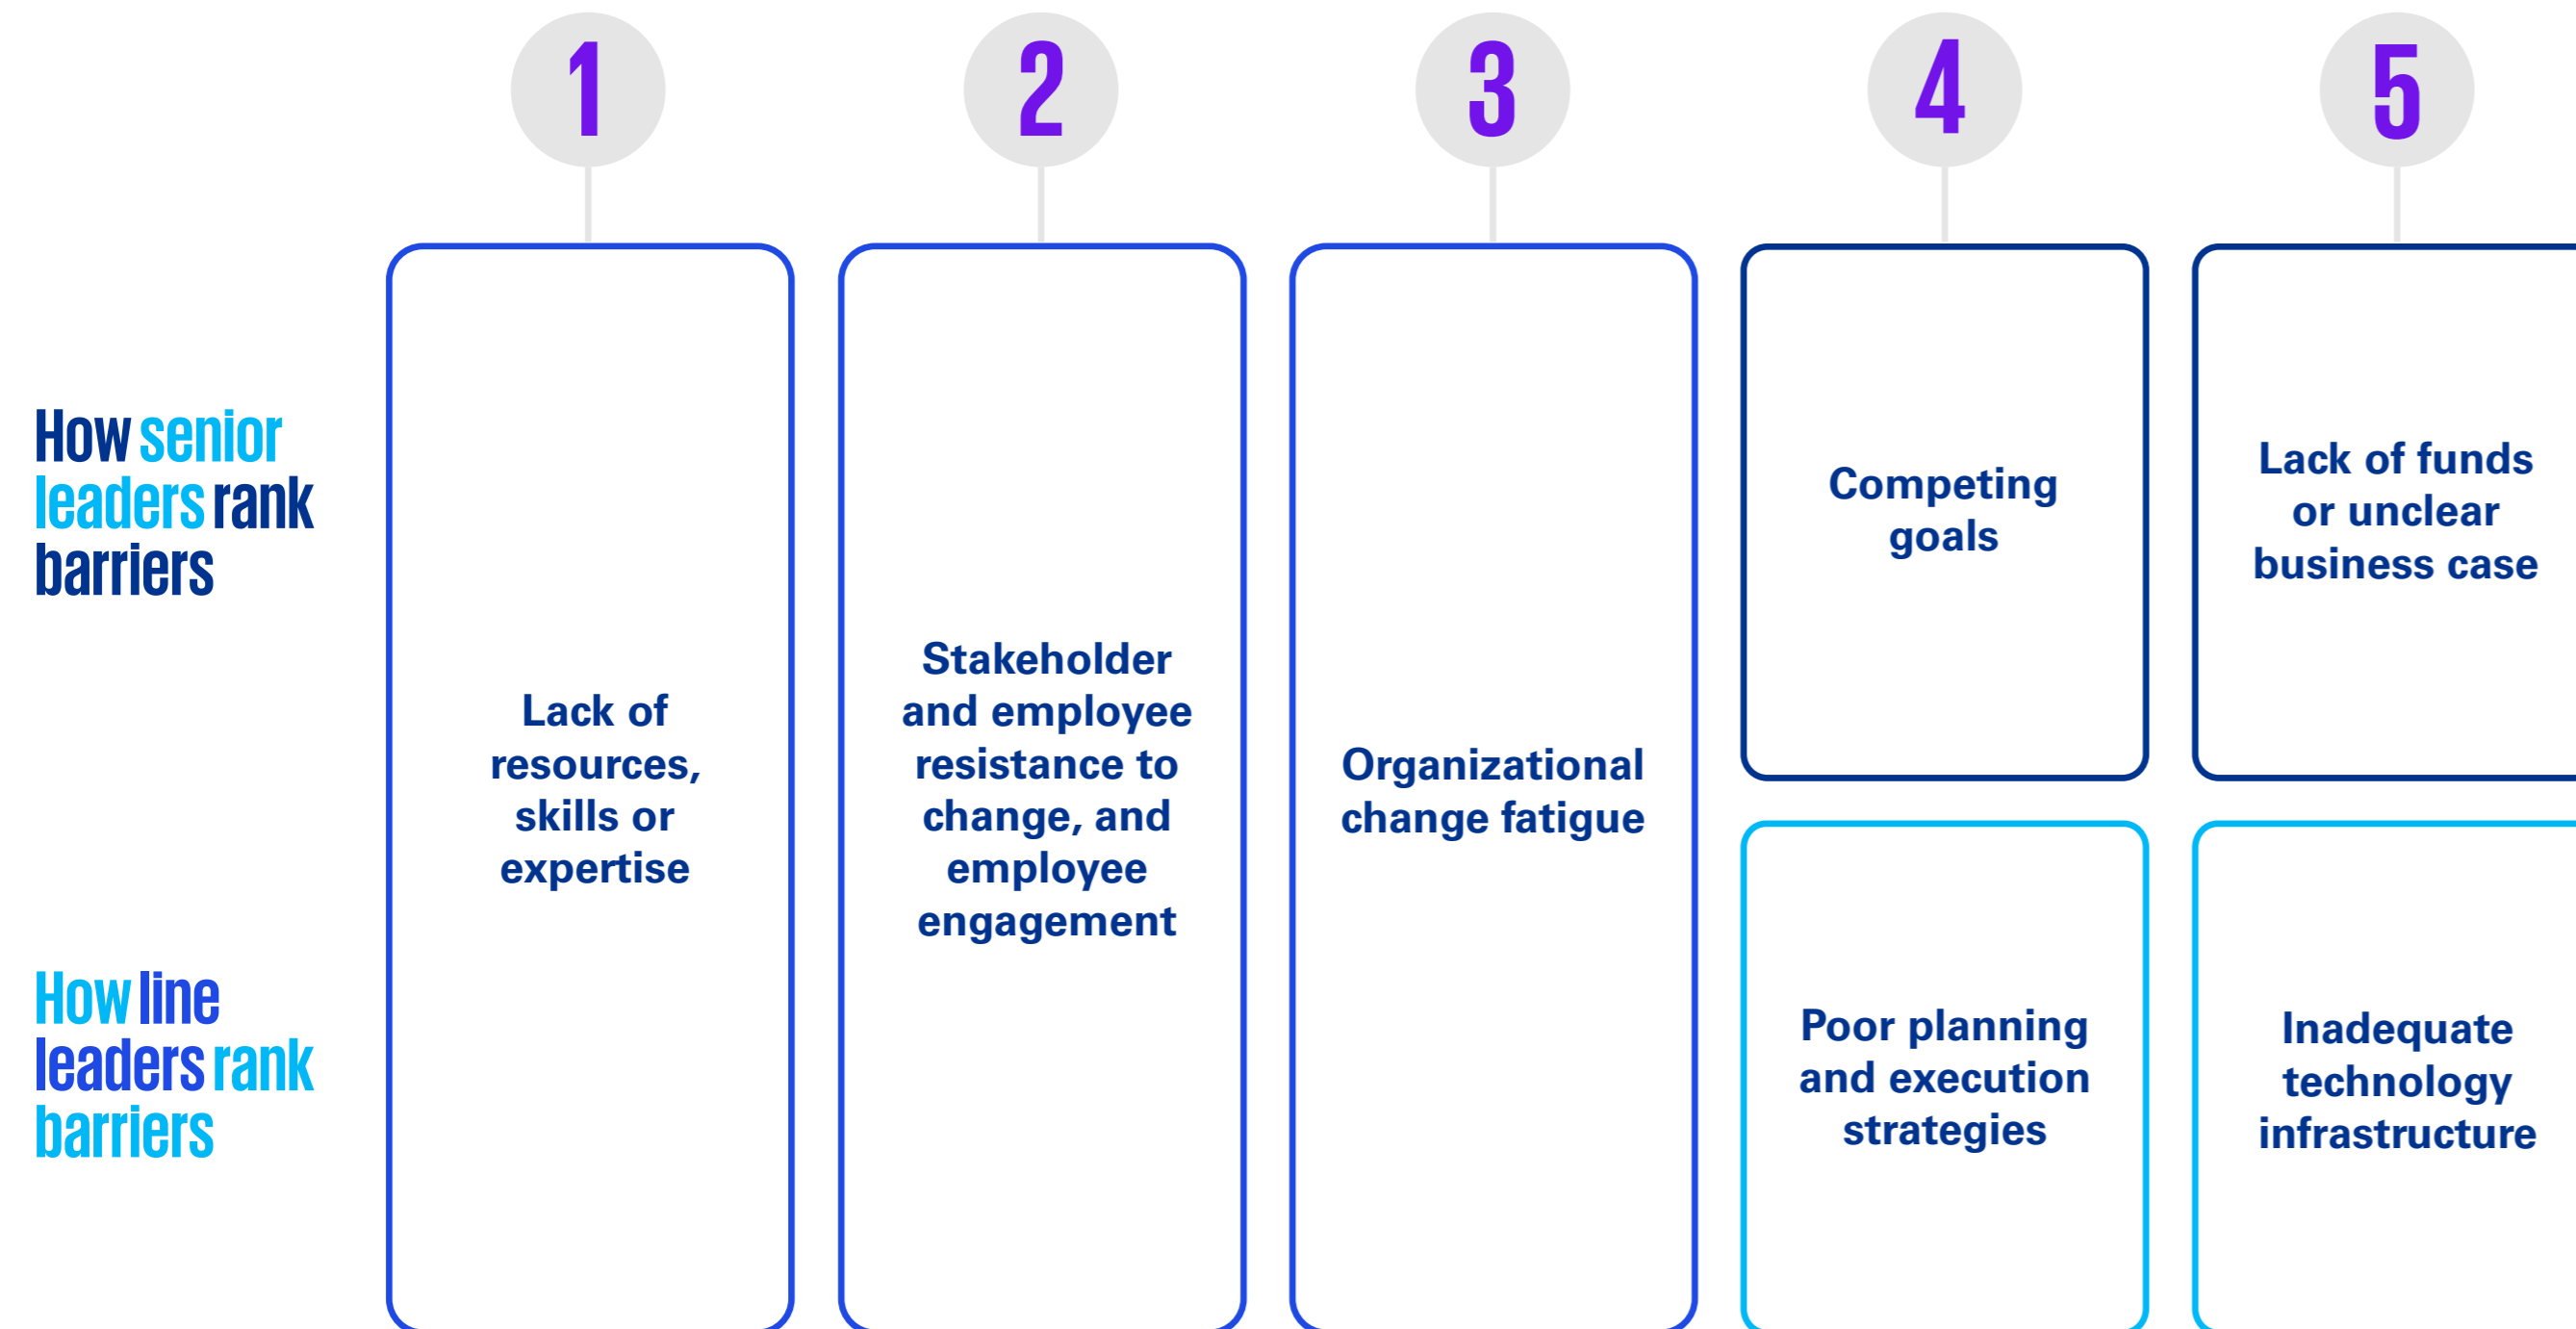 1
2
3
4
5
How senior
leaders rank
barriers
How line
leaders rank
barriers
Lack of
resources,
skills or
expertise
Stakeholder
and employee
resistance to
change, and
employee
engagement
Organizational
change fatigue
Competing
goals
Lack of funds
or unclear
business case
Poor planning
and execution
strategies
Inadequate
technology
infrastructure